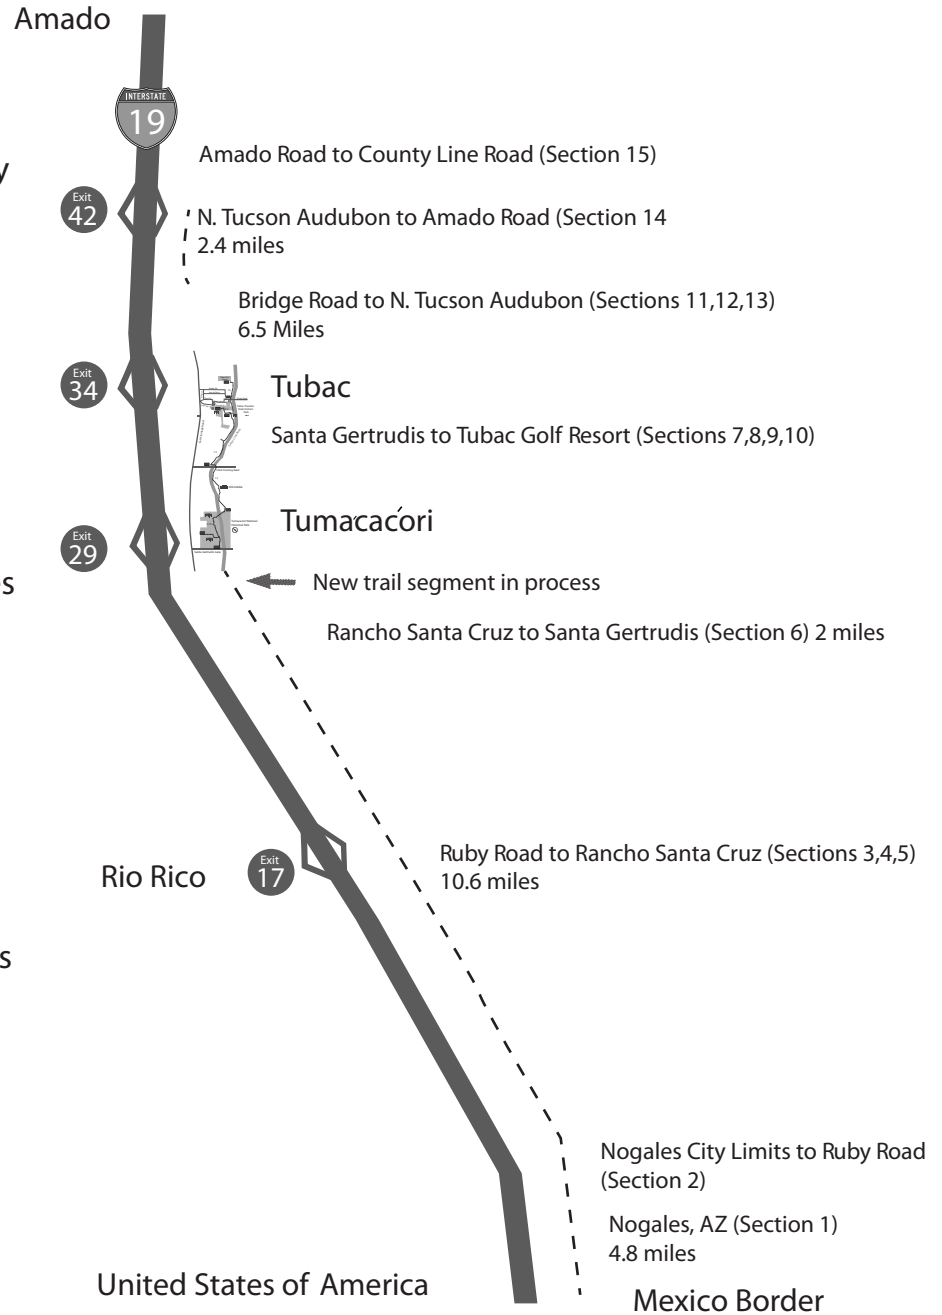 Amado
INTERSTATE
19
Amado Road to County Line Road (Section 15)
y
Exit
42
N. Tucson Audubon to Amado Road (Section 14
2.4 miles
Bridge Road to N. Tucson Audubon (Sections 11,12,13)
6.5 Miles
Exit
34
Tubac
Santa Gertrudis to Tubac Golf Resort (Sections 7,8,9,10)
Tumacácori
Exit
29
New trail segment in process
s
Rancho Santa Cruz to Santa Gertrudis (Section 6) 2 miles
Ruby Road to Rancho Santa Cruz (Sections 3,4,5)
10.6 miles
Rio Rico
Exit
17
s
Nogales City Limits to Ruby Road
(Section 2)
Nogales, AZ (Section 1)
4.8 miles
United States of America
Mexico Border